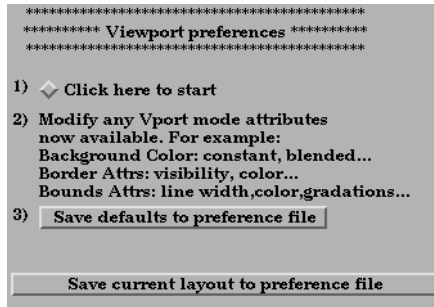 ******************************************
********** Viewport preferences **********
******************************************
1) Click here to start
2) Modify any Vport mode attributes
now available. For example:
Background Color: constant, blended...
Border Attrs: visibility, color...
Bounds Attrs: line width,color,gradations...
3) Save defaults to preference file
Save current layout to preference file